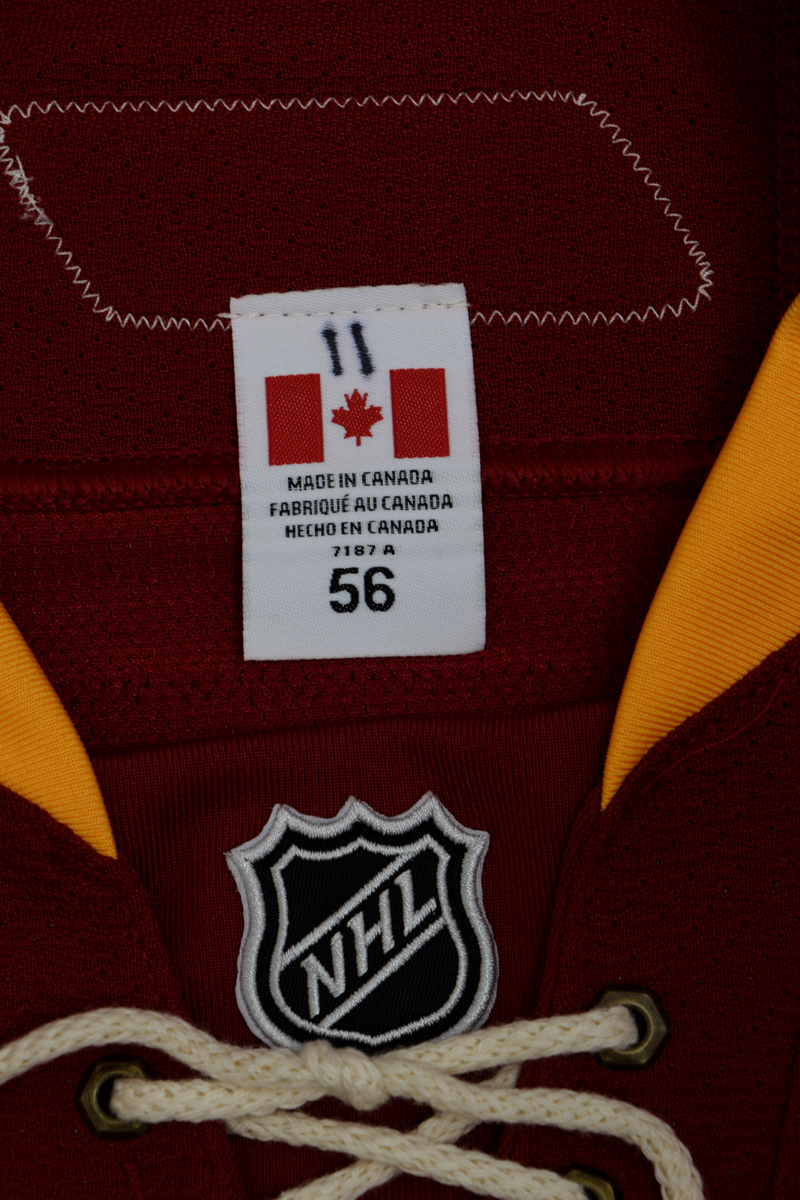 11
MADE IN CANADA
FABRIQUÉ AU CANADA
HECHO EN CANADA
7187 A
56
NHL